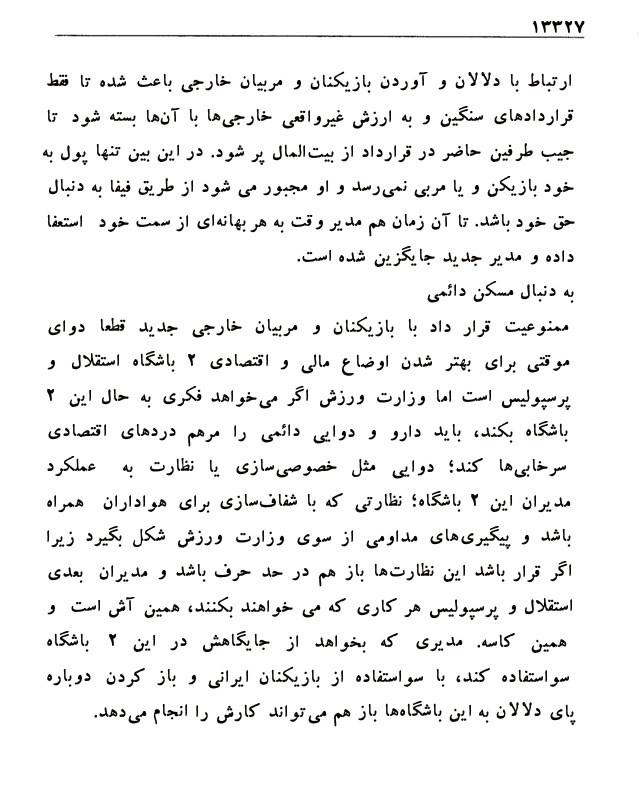 ۱۳۳۲۷
ارتباط با دلالان و آوردن بازیکنان و مربیان خارجی باعث شده تا فقط
قراردادهای سنگین و به ارزش غیرواقعی خارجی‌ها با آن‌ها بسته شود تا
جیب طرفین حاضر در قرارداد از بیت‌المال پر شود. در این بین تنها پول به
خود بازیکن و یا مربی نمی‌رسد و او مجبور می شود از طریق فیفا به دنبال
حق خود باشد. تا آن زمان هم مدیر وقت به هر بهانه‌ای از سمت خود استعفا
داده و مدیر جدید جایگزین شده است.
به دنبال مسکن دائمی
ممنوعیت قرار داد با بازیکنان و مربیان خارجی جدید قطعا دوای
موقتی برای بهتر شدن اوضاع مالی و اقتصادی ۲ باشگاه استقلال و
پرسپولیس است اما وزارت ورزش اگر می‌خواهد فکری به حال این ۲
باشگاه بکند، باید دارو و دوایی دائمی را مرهم دردهای اقتصادی
سرخابی‌ها کند؛ دوایی مثل خصوصی‌سازی یا نظارت به عملکرد
مدیران این ۲ باشگاه؛ نظارتی که با شفاف‌سازی برای هواداران همراه
باشد و پیگیری‌های مداومی از سوی وزارت ورزش شکل بگیرد زیرا
اگر قرار باشد این نظارت‌ها باز هم در حد حرف باشد و مدیران بعدی
استقلال و پرسپولیس هر کاری که می خواهند بکنند، همین آش است و
همین کاسه. مدیری که بخواهد از جایگاهش در این ۲ باشگاه
سواستفاده کند، با سواستفاده از بازیکنان ایرانی و باز کردن دوباره
پای دلالان به این باشگاه‌ها باز هم می‌تواند کارش را انجام می‌دهد.